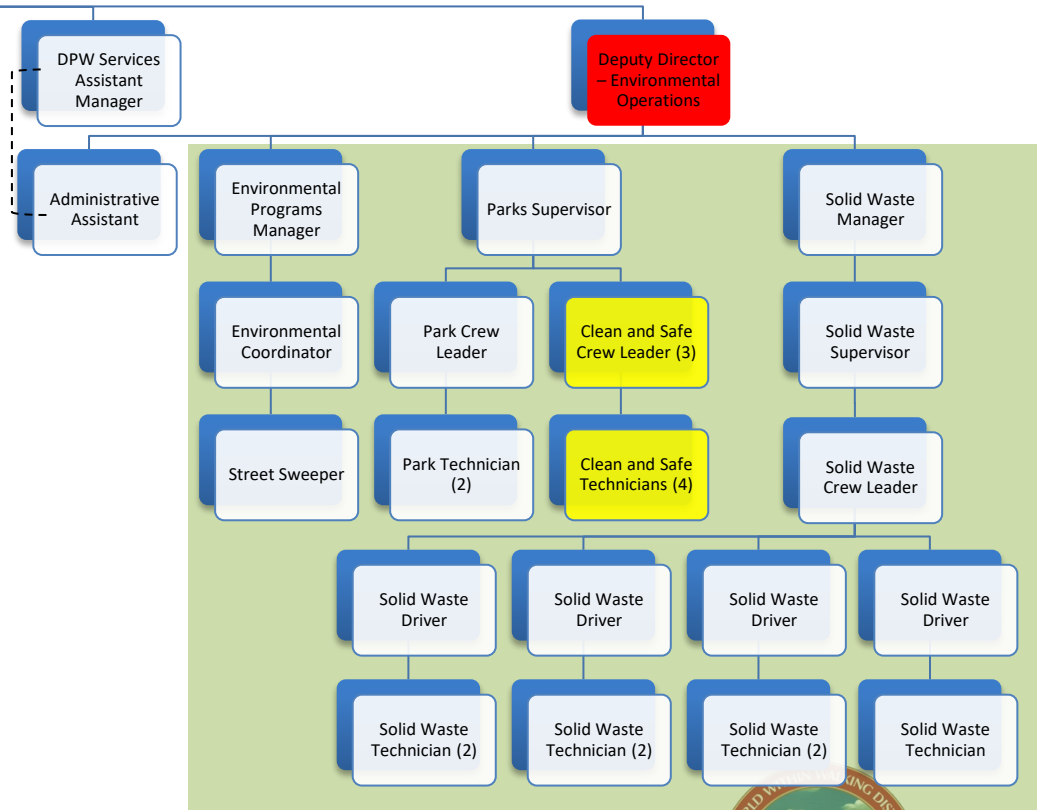 DPW Services
Assistant
Manager
Deputy Director
– Environmental
Operations
Administrative
Assistant
Environmental
Programs
Manager
Parks Supervisor
Solid Waste
Manager
Environmental
Coordinator
Park Crew
Leader
Clean and Safe
Crew Leader (3)
Solid Waste
Supervisor
Street Sweeper
Park Technician
(2)
Clean and Safe
Technicians (4)
Solid Waste
Crew Leader
Solid Waste
Driver
Solid Waste
Driver
Solid Waste
Driver
Solid Waste
Driver
Solid Waste
Technician (2)
Solid Waste
Technician (2)
Solid Waste
Technician (2)
Solid Waste
Technician
WITHIN WALKING